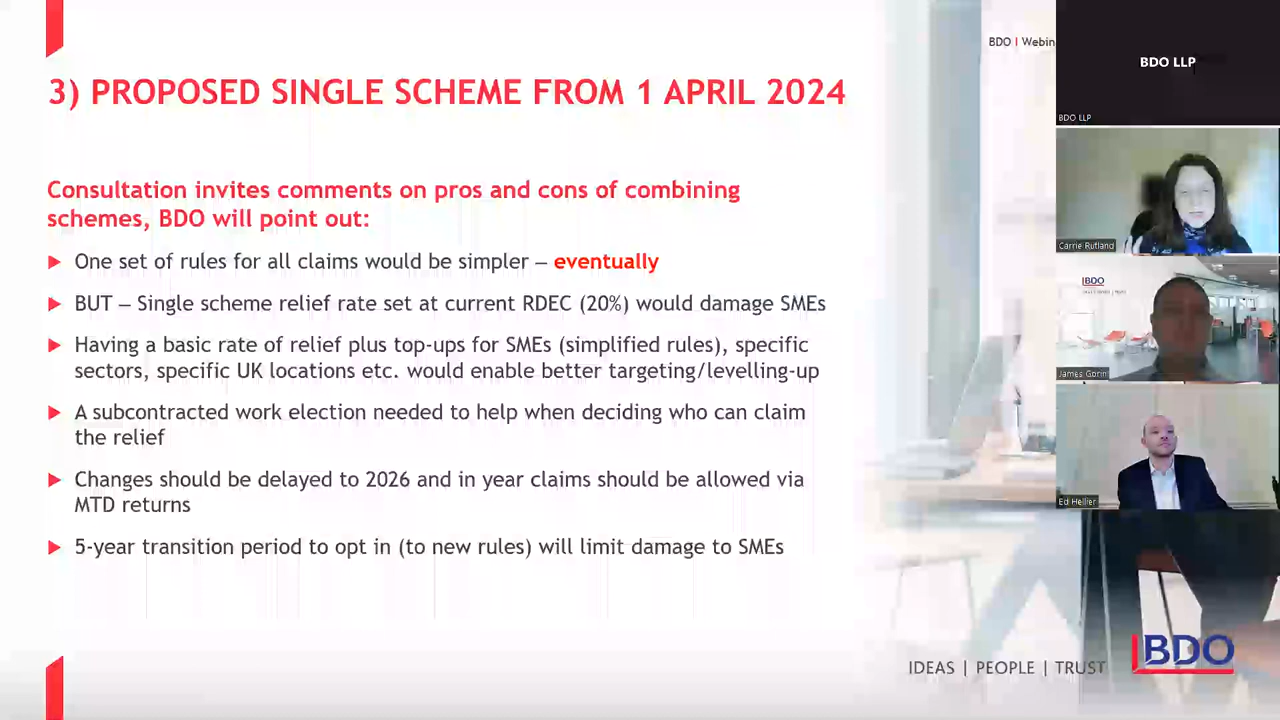 BDO | Webin
3) PROPOSED SINGLE SCHEME FROM 1 APRIL 2024
Consultation invites comments on pros and cons of combining
schemes, BDO will point out:
One set of rules for all claims would be simpler – eventually
BUT – Single scheme relief rate set at current RDEC (20%) would damage SMEs
Having a basic rate of relief plus top-ups for SMEs (simplified rules), specific
sectors, specific UK locations etc. would enable better targeting/levelling-up
A subcontracted work election needed to help when deciding who can claim
the relief
Changes should be delayed to 2026 and in year claims should be allowed via
MTD returns
5-year transition period to opt in (to new rules) will limit damage to SMEs
IDEAS | PEOPLE | TRUST
BDO
BDO LLP
BDO LLP
Carrie Rutland
BDO
James Gorin
Ed Hellier